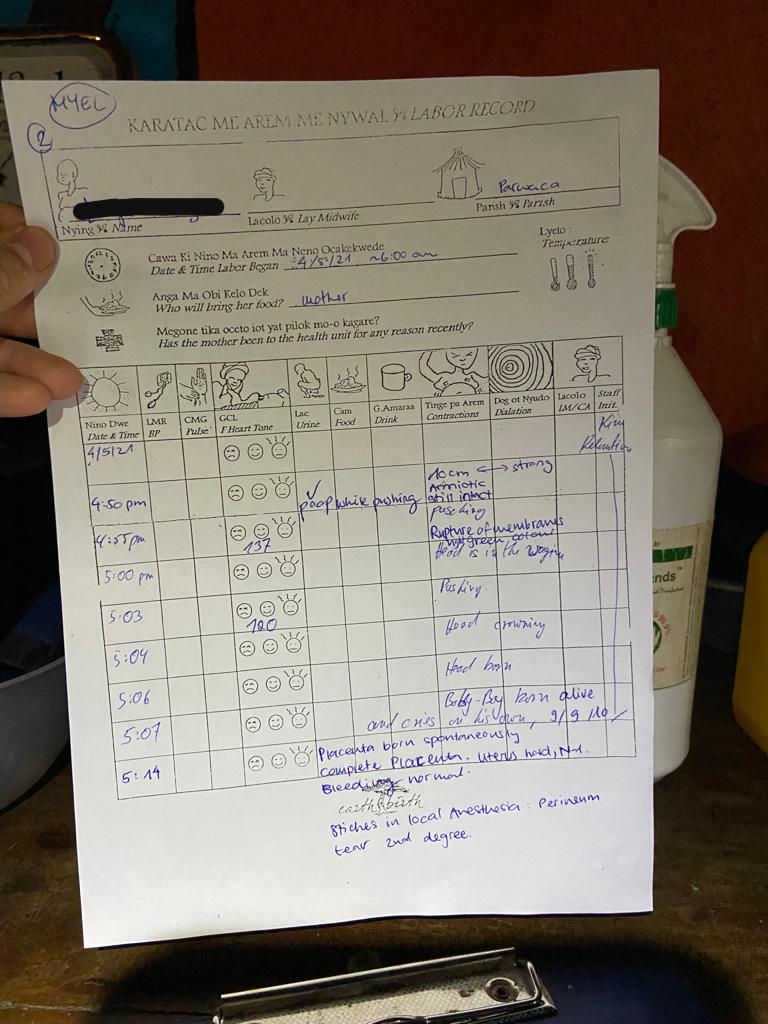 MYEL
2
KARATAC ME AREM ME NYWAL LABOR RECORD
Parwaca
Nying Name
Lacolo Lay Midwife
Parish Parish
Cawa Ki Nino Ma Arem Ma Neno Ocakekwede
Date & Time Labor Began 4/5/21 ~6:00 am
Lyeto:
Temperature
Anga Ma Obi Kelo Dek
Who will bring her food? mother
Megone tika oceto iot yat pilok mo-o kagare?
Has the mother been to the health unit for any reason recently?
Nino Dwe LMR CMG GCL Lac Cam G.Amaraa Tinge pa Arem Dog ot Nyudo Lacolo Staff
Date & Time BP Pulse F Heart Tone Urine Food Drink Contractions Dialation LM/CA Init.
4/5/21 Kim
4:50 pm ✓ poop while pushing 10cm ↔ strong
Amniotic
still intact
pushing
4:55pm 137 Rupture of membranes
green colour
5:00 pm Head is in the vagina
5:03 120 Pushing
5:04 Head crowning
5:06 Head born
5:07 Baby-Boy born alive
and cries on his own, 9/9/10
5:14 Placenta born spontaneously
complete Placenta. uterus hard,
Bleeding normal.
earth birth
Stiches in local Anesthesia: Perineum
tear 2nd degree.
nds